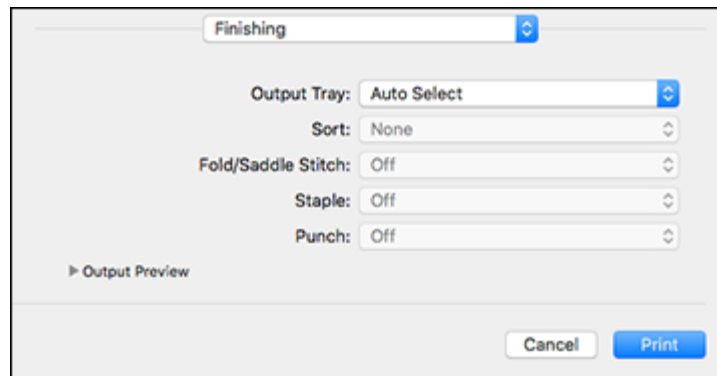 Finishing
Output Tray: Auto Select
Sort: None
Fold/Saddle Stitch: Off
Staple: Off
Punch: Off
Output Preview
Cancel Print